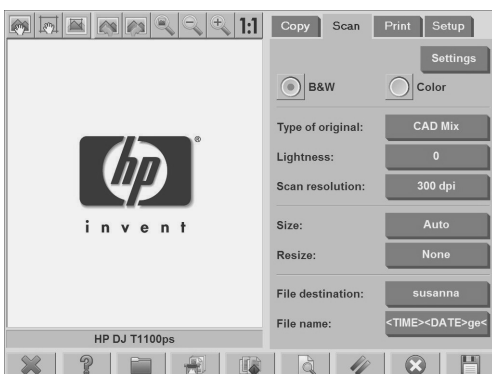 1:1
Copy Scan Print Setup
Settings
B&W Color
Type of original: CAD Mix
Lightness: 0
Scan resolution: 300 dpi
Size: Auto
Resize: None
File destination: susanna
File name: <TIME><DATE>ge<
hp ®
invent
HP DJ T1100ps